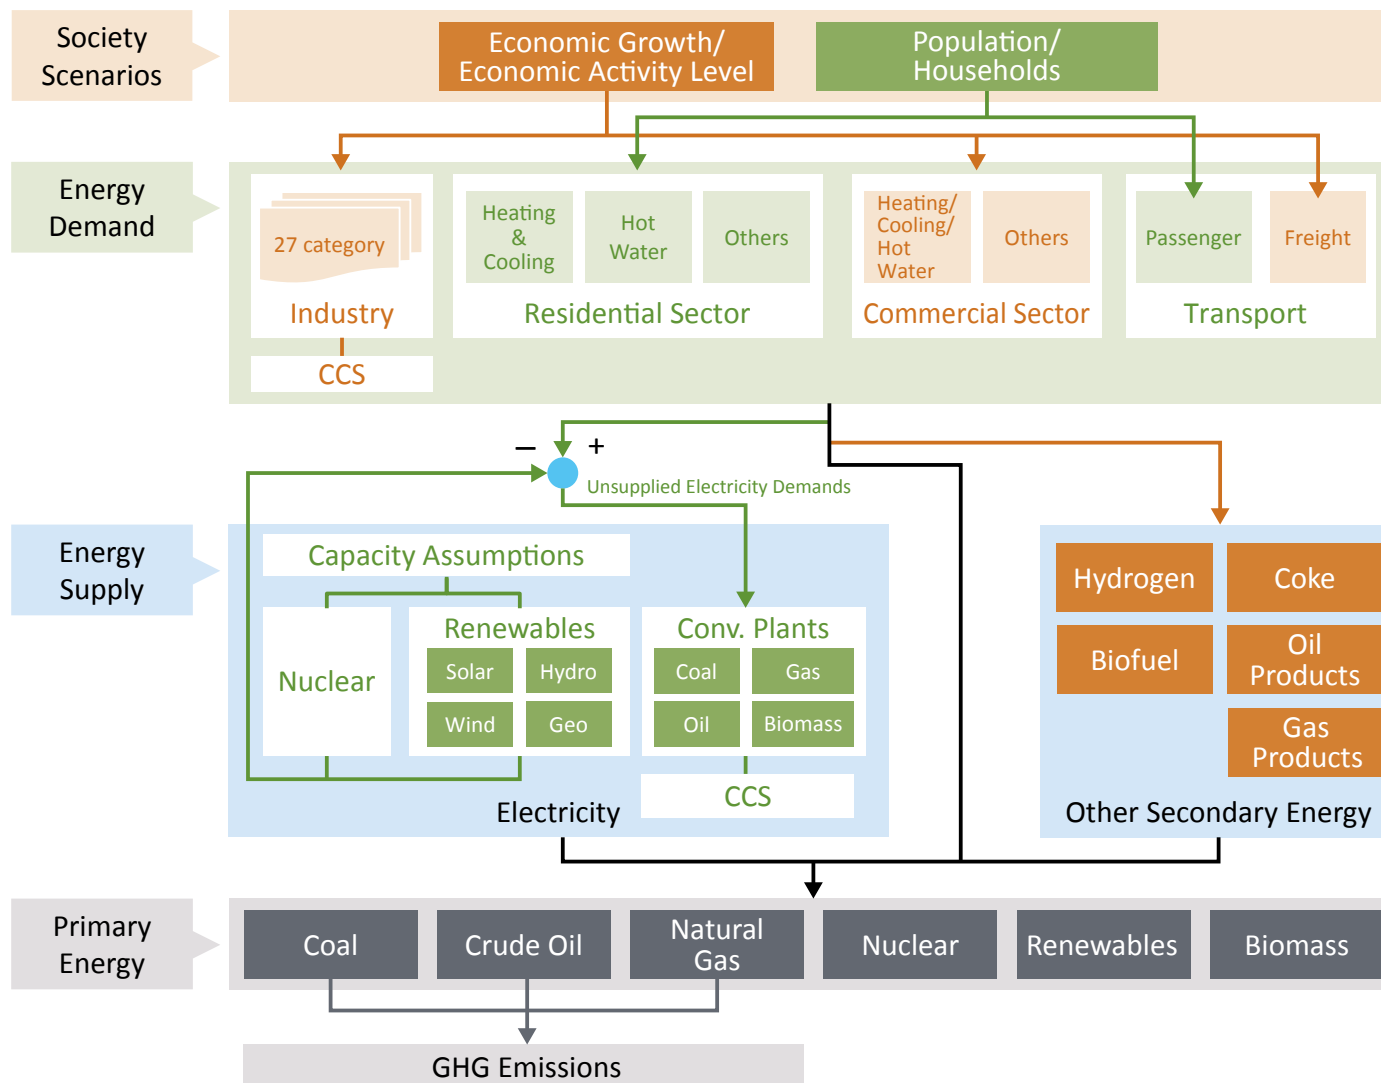 Society
Scenarios
Economic Growth/
Economic Activity Level
Population/
Households
Energy
Demand
27 category
Industry
CCS
Heating
&
Cooling
Hot
Water
Others
Residential Sector
Heating/
Cooling/
Hot
Water
Others
Commercial Sector
Passenger
Freight
Transport
–
+
Unsupplied Electricity Demands
Energy
Supply
Capacity Assumptions
Nuclear
Renewables
Solar
Hydro
Wind
Geo
Conv. Plants
Coal
Gas
Oil
Biomass
CCS
Electricity
Hydrogen
Coke
Biofuel
Oil
Products
Gas
Products
Other Secondary Energy
Primary
Energy
Coal
Crude Oil
Natural
Gas
Nuclear
Renewables
Biomass
GHG Emissions